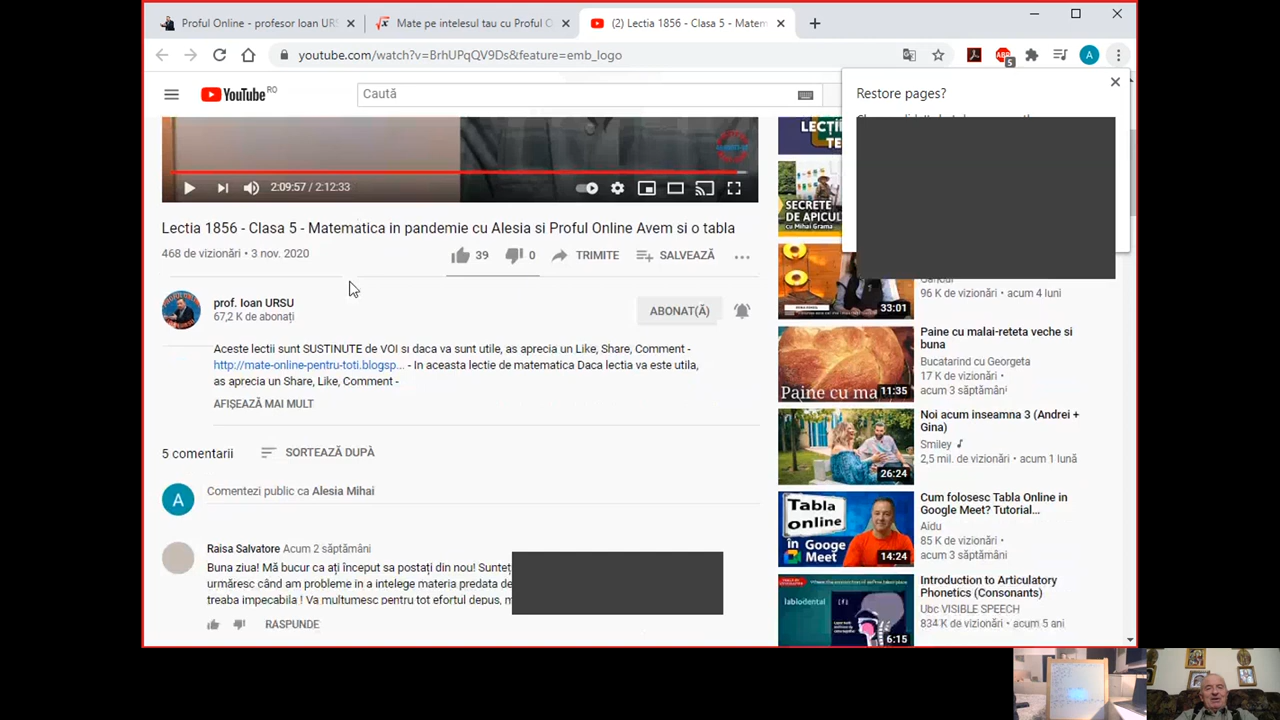 Proful Online - profesor Ioan URS
Mate pe intelesul tau cu Proful O
(2) Lectia 1856 - Clasa 5 - Matem
youtube.com/watch?v=BrhUPqQV9Ds&feature=emb_logo
ABP
5
A
Restore pages?
YouTube RO
Caută
LECȚII
TE
2:09:57 / 2:12:33
SECRETE
DE APICUL
cu Mihai Grama
Lectia 1856 - Clasa 5 - Matematica in pandemie cu Alesia si Proful Online Avem si o tabla
468 de vizionări • 3 nov. 2020
39
0
TRIMITE
SALVEAZĂ
33:01
96 K de vizionări • acum 4 luni
prof. Ioan URSU
67,2 K de abonați
ABONAT(Ă)
Aceste lectii sunt SUSTINUTE de VOI si daca va sunt utile, as aprecia un Like, Share, Comment -
http://mate-online-pentru-toti.blogsp... - In aceasta lectie de matematica Daca lectia va este utila,
as aprecia un Share, Like, Comment -
AFIȘEAZĂ MAI MULT
Paine cu ma
11:35
Paine cu malai-reteta veche si
buna
Bucatarind cu Georgeta
17 K de vizionări •
acum 3 săptămâni
26:24
Noi acum inseamna 3 (Andrei +
Gina)
Smiley
2,5 mil. de vizionări • acum 1 lună
5 comentarii
SORTEAZĂ DUPĂ
A
Comentezi public ca Alesia Mihai
Tabla
online
în Google
Meet
14:24
Cum folosesc Tabla Online in
Google Meet? Tutorial...
Aidu
85 K de vizionări •
acum 5 săptămâni
Raisa Salvatore Acum 2 săptămâni
Buna ziua! Mă bucur ca ați început sa postați din nou! Sunteț
urmăresc când am probleme in a intelege materia predata de
treaba impecabila ! Va multunesc pentru tot efortul depus, m
RASPUNDE
labiodental
[f]
6:15
Introduction to Articulatory
Phonetics (Consonants)
Ubc VISIBLE SPEECH
834 K de vizionări • acum 5 ani